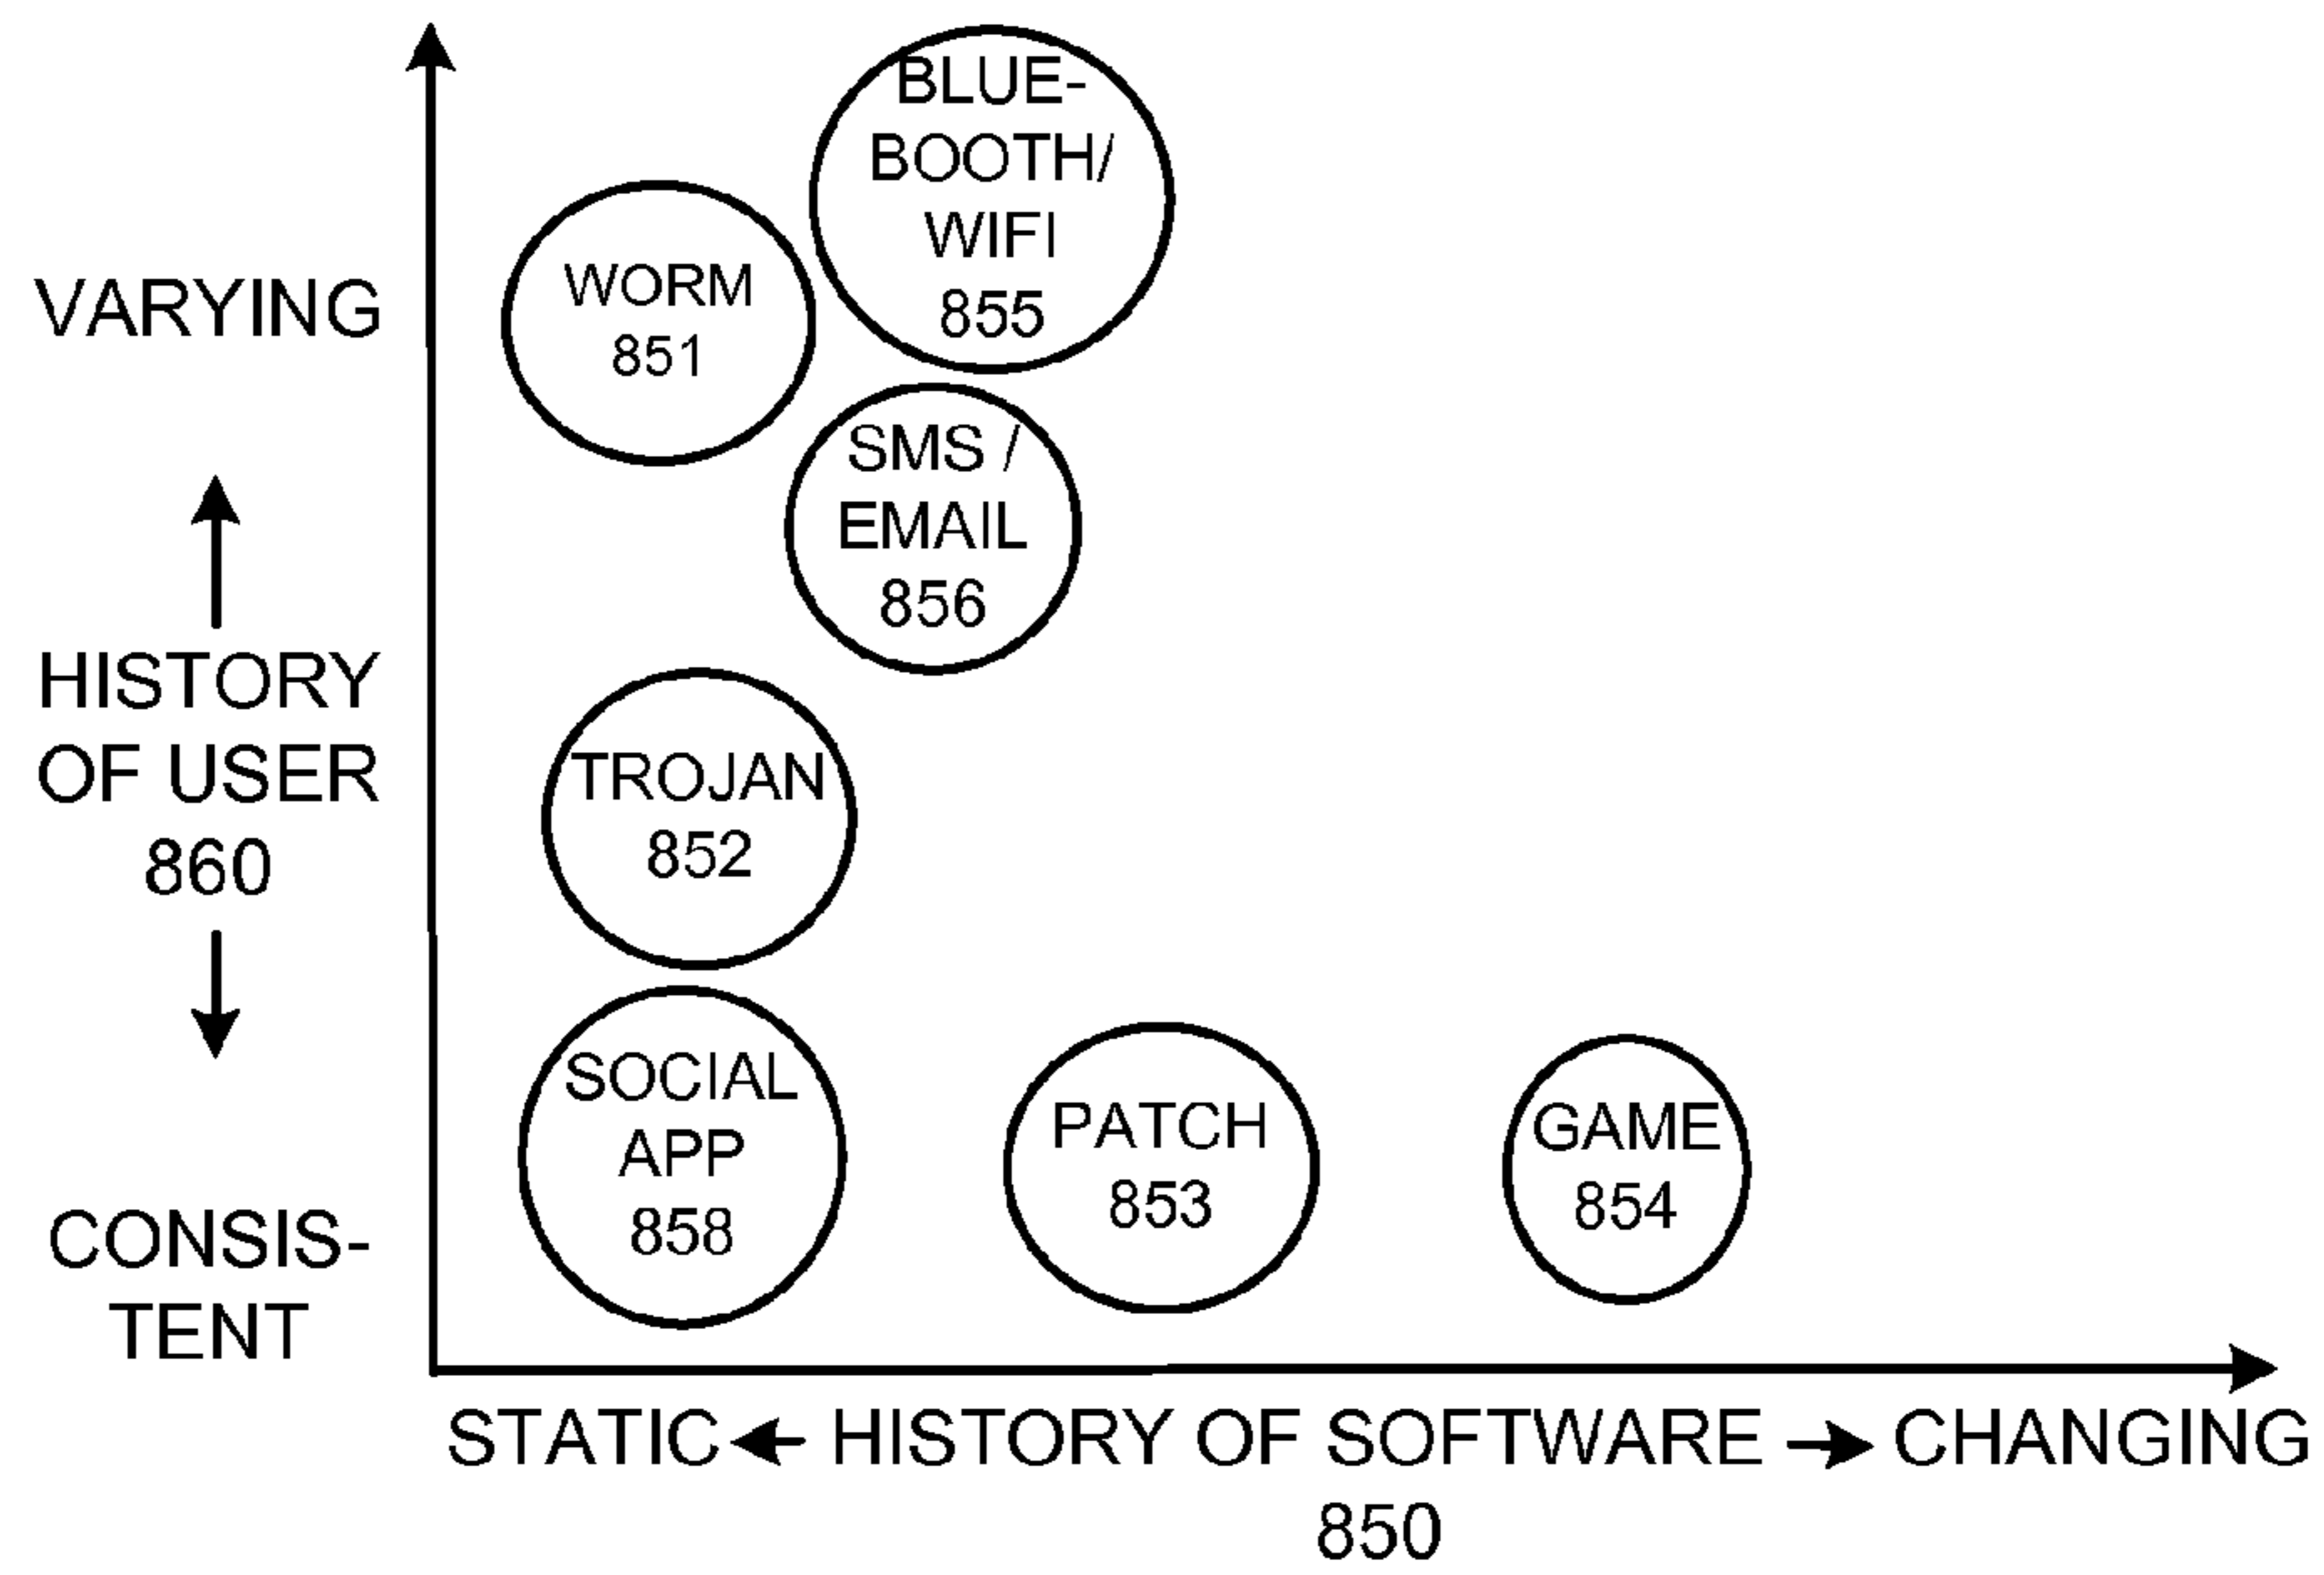 BLUE-
BOOTH/
WIFI
855
WORM
851
VARYING
SMS /
EMAIL
856
HISTORY
OF USER
860
TROJAN
852
SOCIAL
APP
858
PATCH
853
GAME
854
CONSIS-
TENT
STATIC HISTORY OF SOFTWARE CHANGING
850